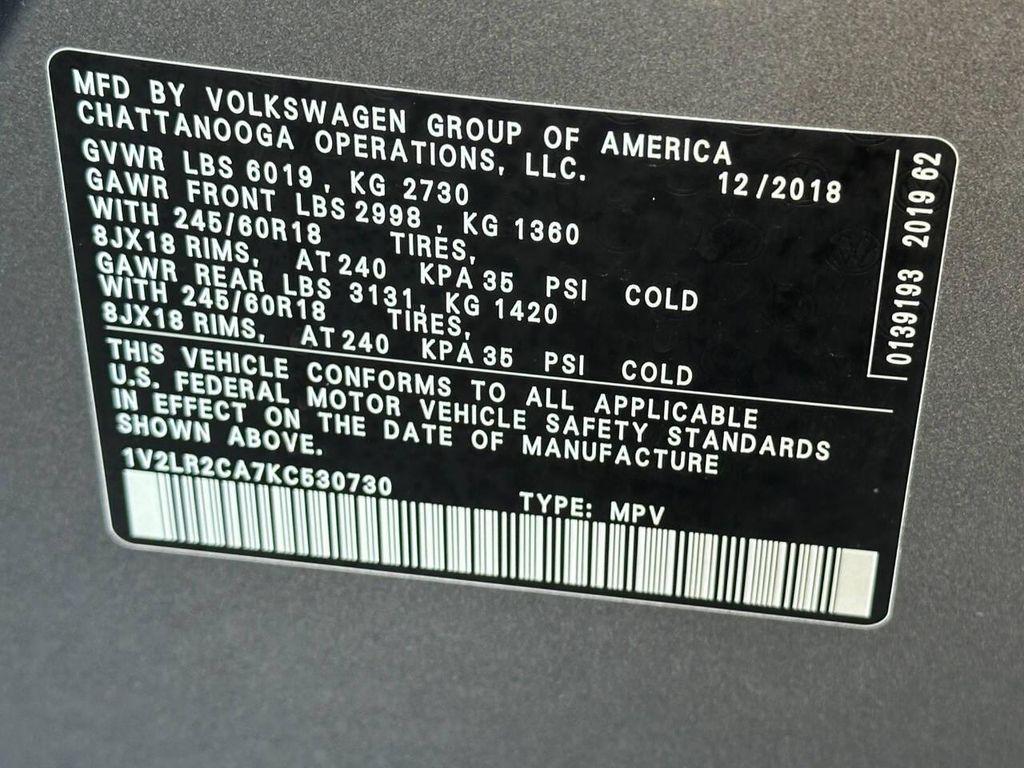 MFD BY VOLKSWAGEN GROUP OF AMERICA
CHATTANOOGA OPERATIONS, LLC.
12/2018
GVWR LBS 6019, KG 2730
GAWR FRONT LBS 2998, KG 1360
WITH 245/60R18 TIRES,
8JX18 RIMS, AT 240 KPA 35 PSI COLD
GAWR REAR LBS 3131, KG 1420
WITH 245/60R18 TIRES,
8JX18 RIMS, AT 240 KPA 35 PSI COLD
THIS VEHICLE CONFORMS TO ALL APPLICABLE
U.S. FEDERAL MOTOR VEHICLE SAFETY STANDARDS
IN EFFECT ON THE DATE OF MANUFACTURE
SHOWN ABOVE.
1V2LR2CA7KC530730
TYPE: MPV
0139193 2019 62